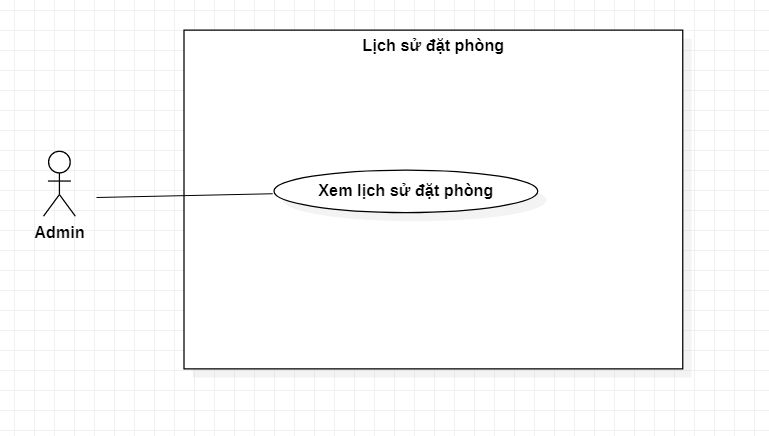 Lịch sử đặt phòng
Xem lịch sử đặt phòng
Admin